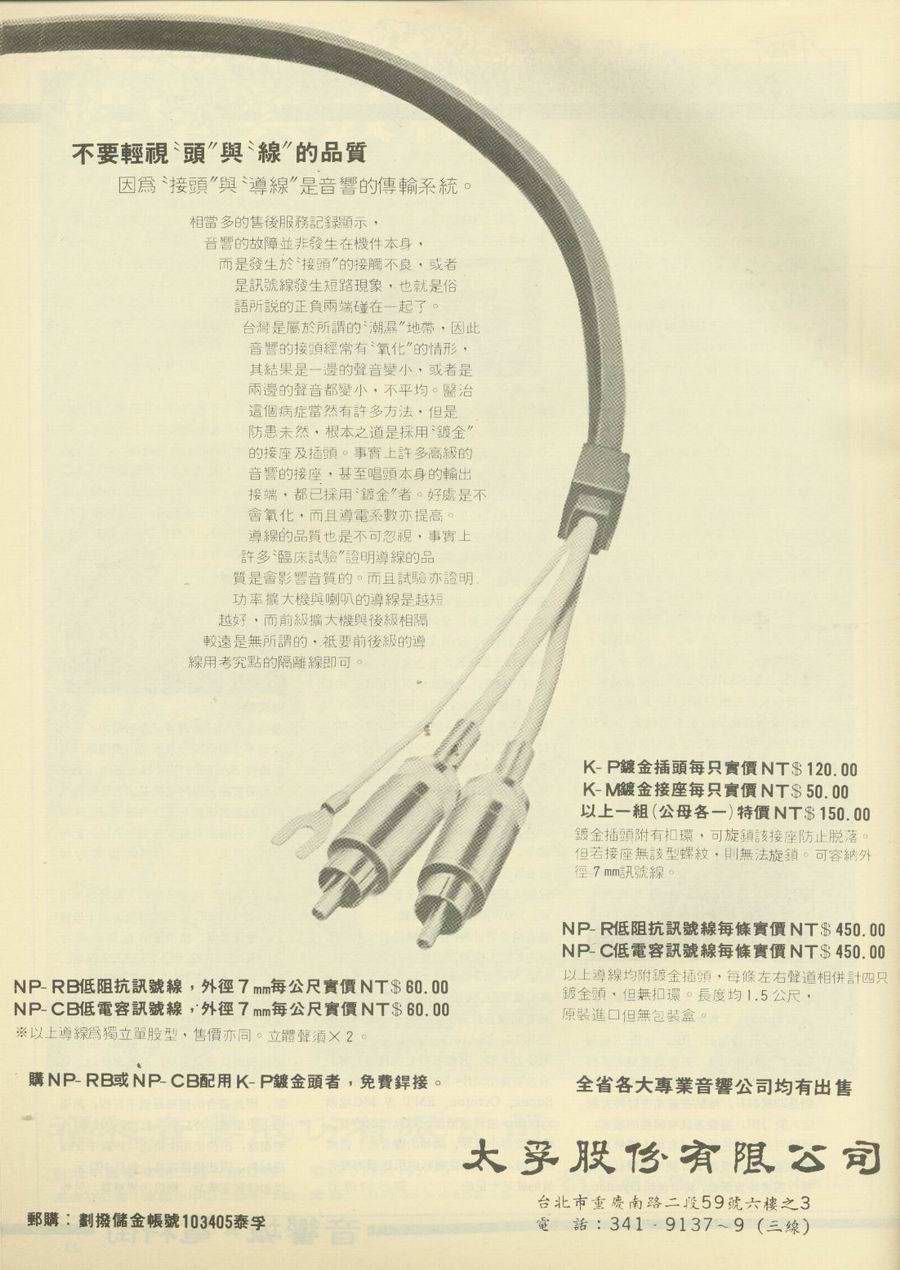 不要輕視〝頭〞與〝線〞的品質
因為〝接頭〞與〝導線〞是音響的傳輸系統。
相當多的售後服務記錄顯示，
音響的故障並非發生在機件本身，
而是發生於〝接頭〞的接觸不良，或者
是訊號線發生短路現象，也就是俗
語所說的正負兩端碰在一起了。
台灣是屬於所謂的〝潮濕〞地帶，因此
音響的接頭經常有〝氧化〞的情形，
其結果是一邊的聲音變小，或者是
兩邊的聲音都變小，不平均。醫治
這個病症當然有許多方法，但是
防患未然，根本之道是採用〝鍍金〞
的接座及插頭。事實上許多高級的
音響的接座，甚至唱頭本身的輸出
接端，都已採用〝鍍金〞者。好處是不
會氧化，而且導電系數亦提高。
導線的品質也是不可忽視，事實上
許多〝臨床試驗〞證明導線的品
質是會影響音質的。而且試驗亦證明
功率擴大機與喇叭的導線是越短
越好，而前級擴大機與後級相隔
較遠是無所謂的，祗要前後級的導
線用考究點的隔離線即可。
K-P鍍金插頭每只實價NT$120.00
K-M鍍金接座每只實價NT$50.00
以上一組(公母各一)特價NT$150.00
鍍金插頭附有扣環，可旋鎖該接座防止脫落。
但若接座無該型螺紋，則無法旋鎖。可容納外
徑7mm訊號線。
NP-R低阻抗訊號線每條實價NT$450.00
NP-C低電容訊號線每條實價NT$450.00
以上導線均附鍍金插頭，每條左右聲道相併計四只
鍍金頭，但無扣環。長度均1.5公尺，
原裝進口但無包裝盒。
NP-RB低阻抗訊號線，外徑7mm每公尺實價NT$60.00
NP-CB低電容訊號線，外徑7mm每公尺實價NT$60.00
※以上導線為獨立單股型，售價亦同。立體聲須×2。
購NP-RB或NP-CB配用K-P鍍金頭者，免費銲接。
全省各大專業音響公司均有出售
太孚股份有限公司
台北市重慶南路二段59號六樓之3
電 話：341-9137～9 (三線)
郵購：劃撥儲金帳號103405泰孚